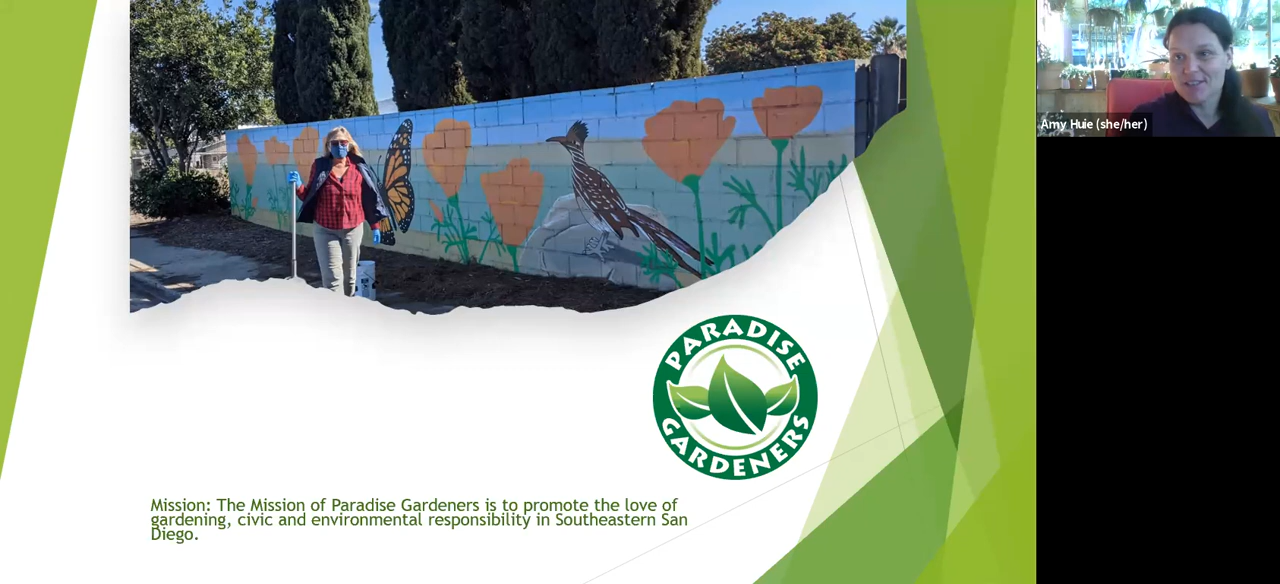 Amy Huie (she/her)
PARADISE
GARDENERS
Mission: The Mission of Paradise Gardeners is to promote the love of
gardening, civic and environmental responsibility in Southeastern San
Diego.